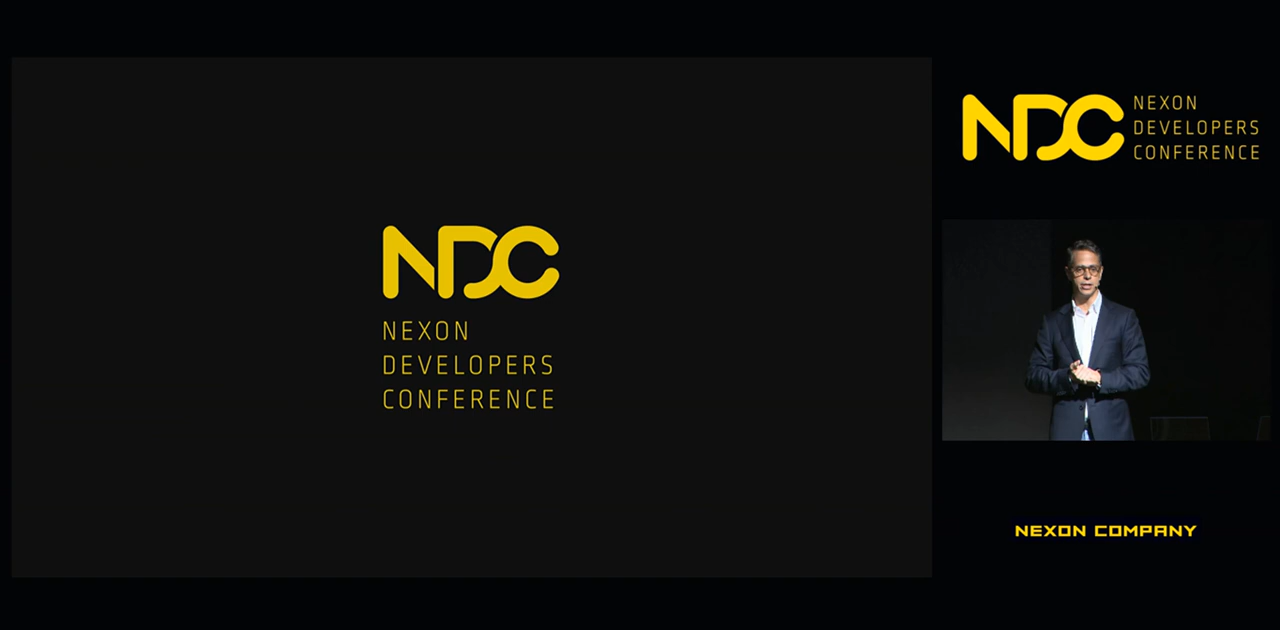 NDC
NEXON
DEVELOPERS
CONFERENCE
NDC
NEXON
DEVELOPERS
CONFERENCE
NEXON COMPANY